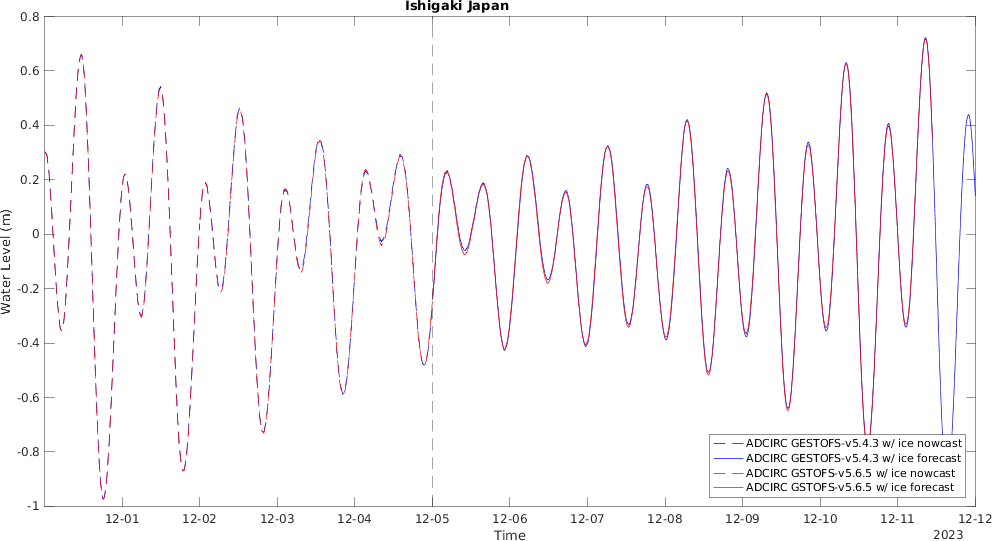 Ishigaki Japan
Water Level (m)
0.8
0.6
0.4
0.2
0
-0.2
-0.4
-0.6
-0.8
-1
ADCIRC GESTOFS-v5.4.3 w/ ice nowcast
ADCIRC GESTOFS-v5.4.3 w/ ice forecast
ADCIRC GSTOFS-v5.6.5 w/ ice nowcast
ADCIRC GSTOFS-v5.6.5 w/ ice forecast
12-01 12-02 12-03 12-04 12-05 12-06 12-07 12-08 12-09 12-10 12-11 12-12
Time
2023